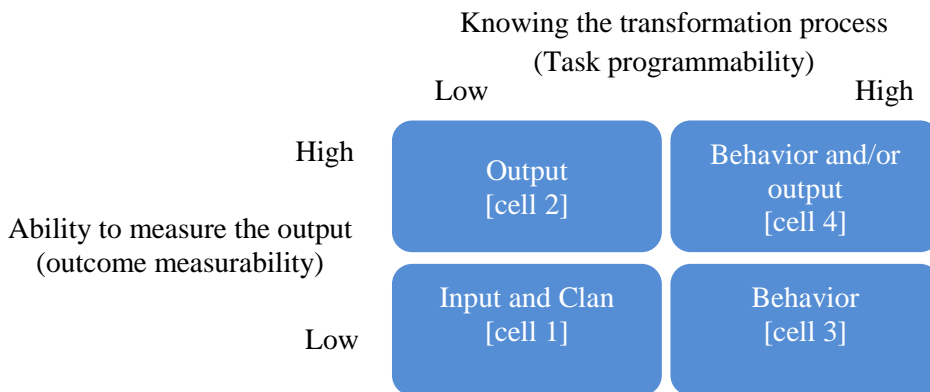 Knowing the transformation process
(Task programmability)
Low
High
High
Output
[cell 2]
Behavior and/or
output
[cell 4]
Ability to measure the output
(outcome measurability)
Low
Input and Clan
[cell 1]
Behavior
[cell 3]